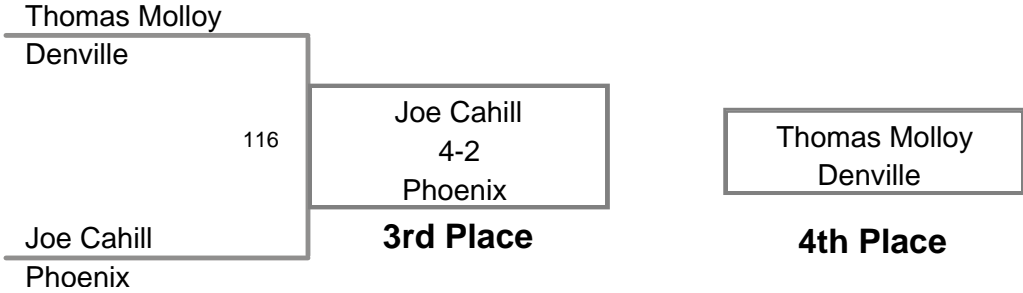 Thomas Molloy
Denville
116
Joe Cahill
Phoenix
Joe Cahill
4-2
Phoenix
3rd Place
Thomas Molloy
Denville
4th Place